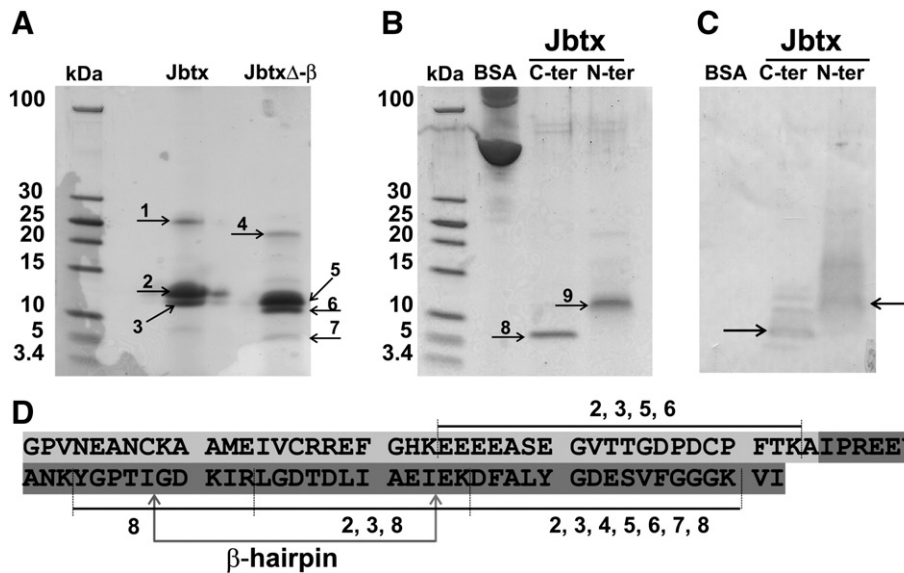 A
kDa Jbtx JbtxΔ-β
100
30
25
20
15
10
5
3.4
1
2
3
4
5
6
7
B
Jbtx
kDa BSA C-ter N-ter
100
30
25
20
15
10
5
3.4
8
9
C
Jbtx
BSA C-ter N-ter
D
2, 3, 5, 6
GPVNEANCKA AMEIVCRREF GHKEEEEASE GVTTGDPDCP FTKAIPREE
ANKYGPTIGD KIRLGDTDLI AEIEKDFALY GDESVFGGGK VI
8 2, 3, 8 2, 3, 4, 5, 6, 7, 8
β-hairpin